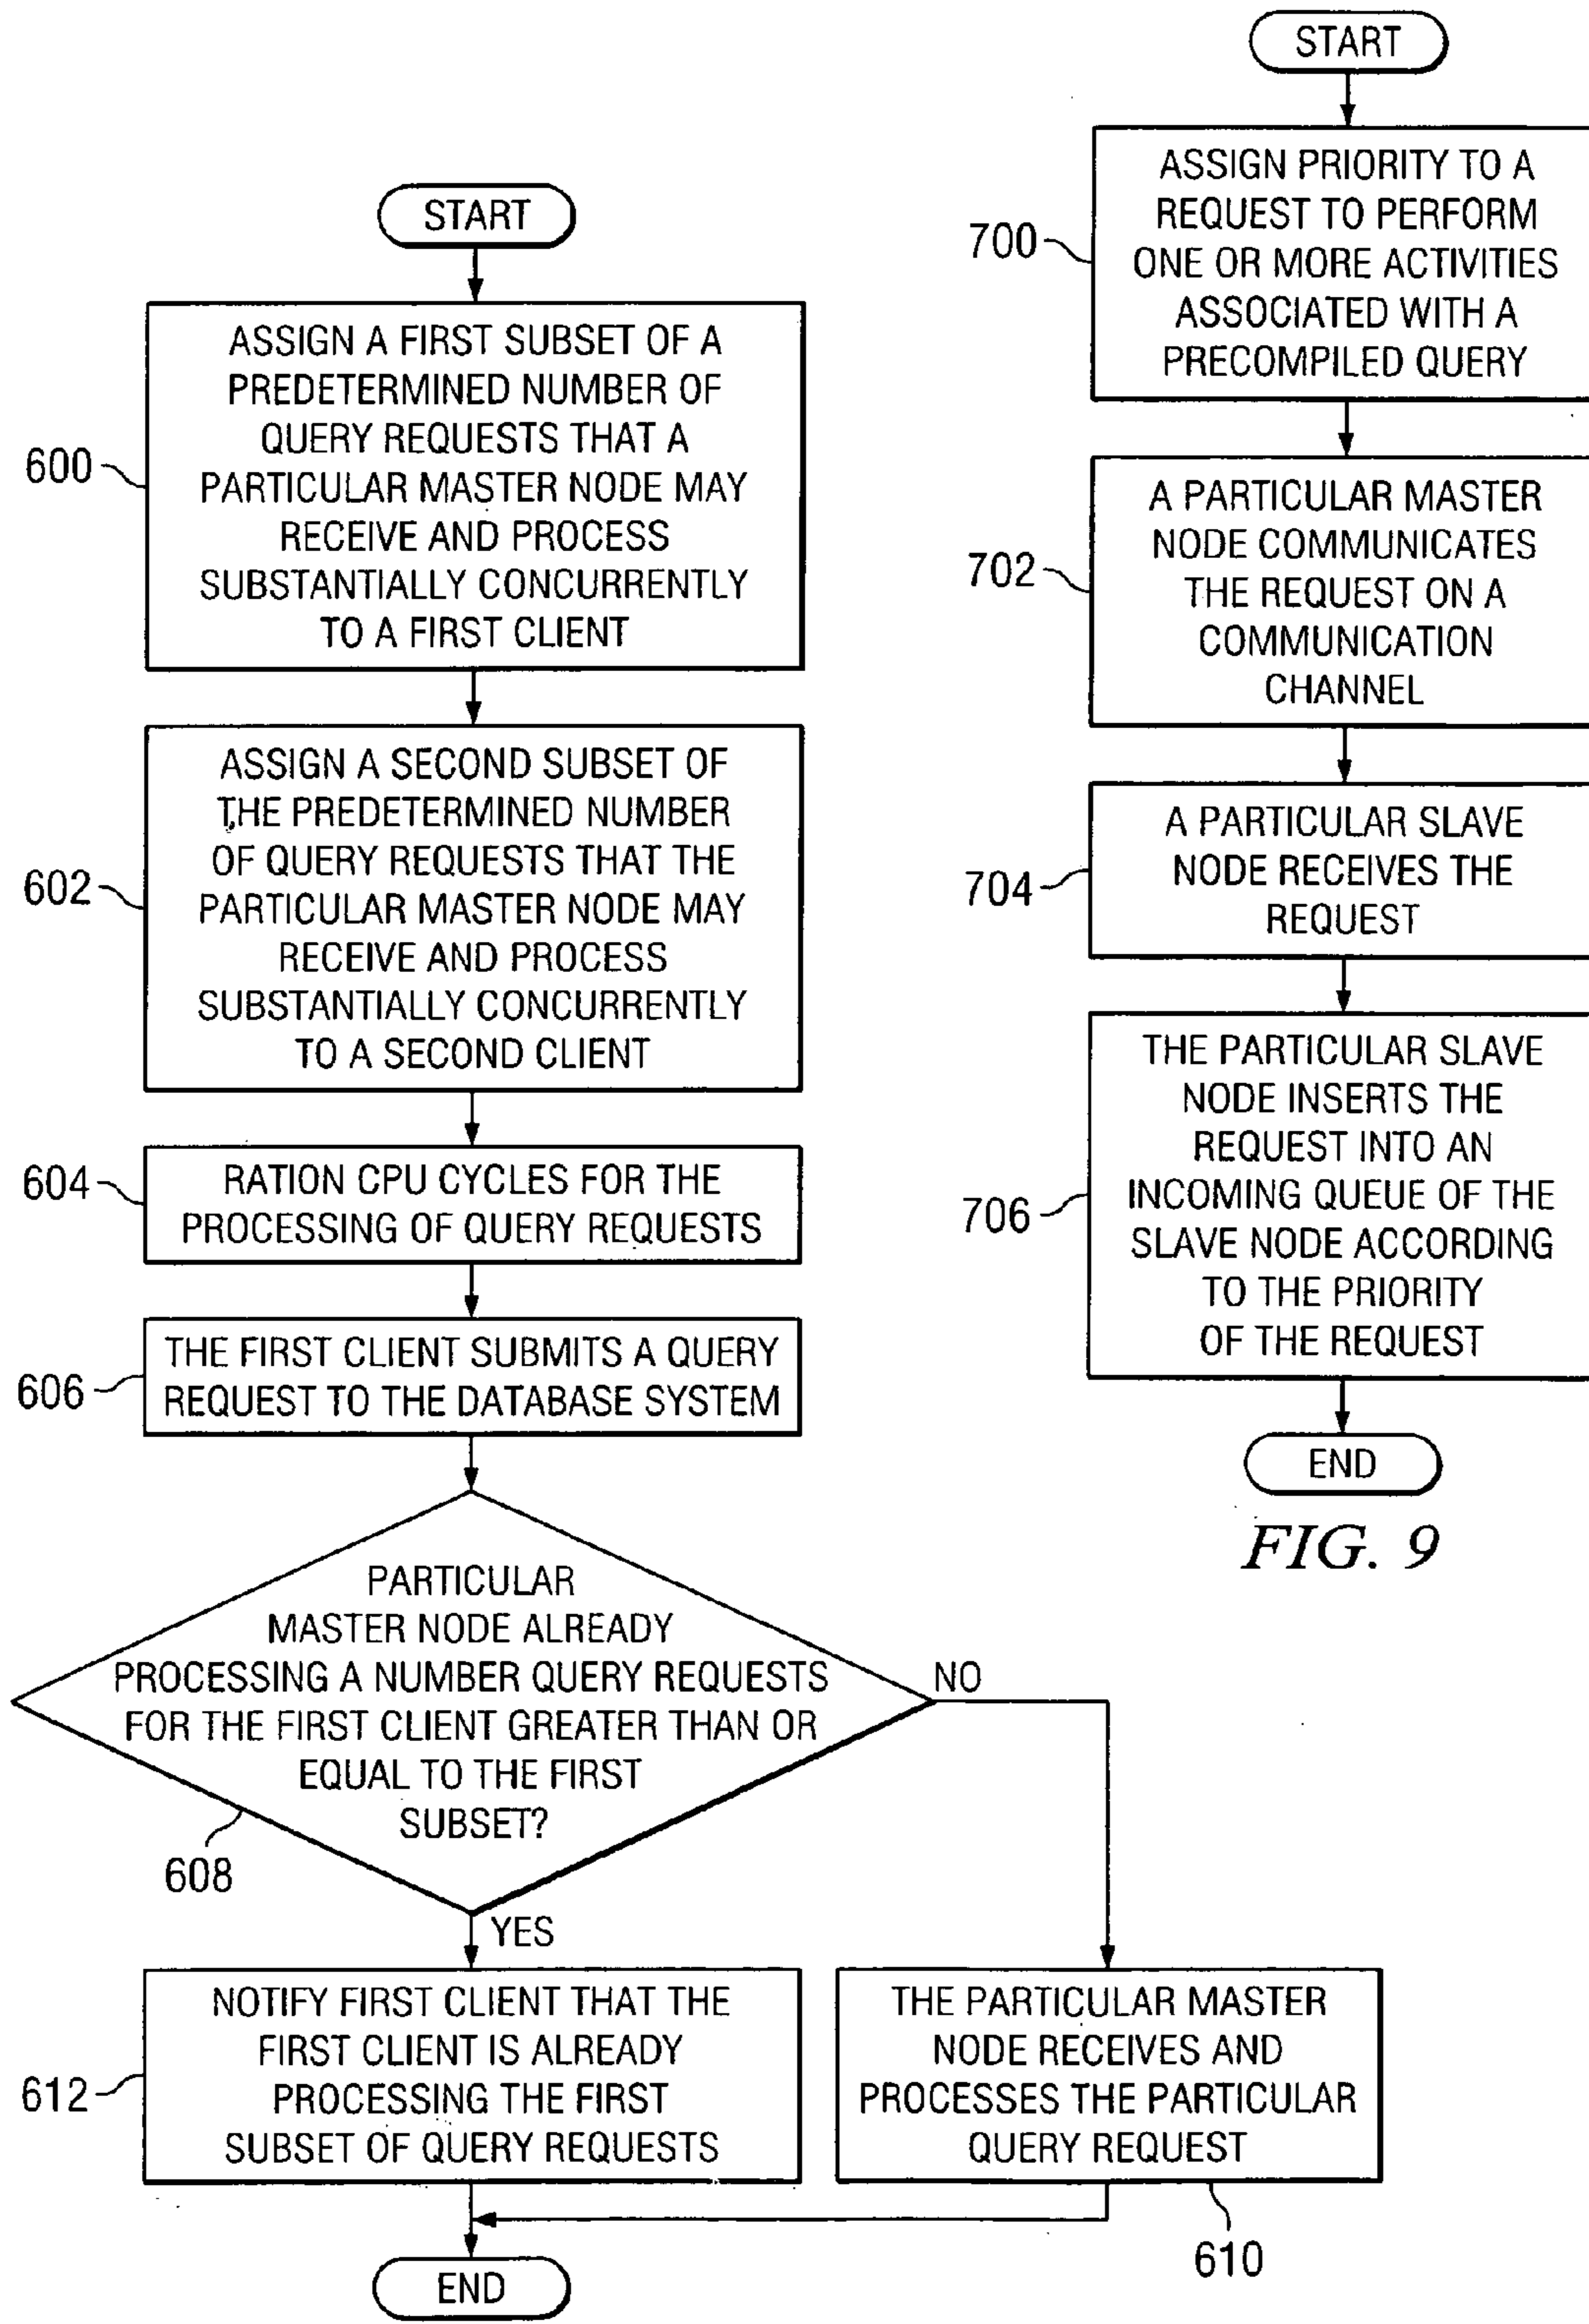 START
600
ASSIGN A FIRST SUBSET OF A
PREDETERMINED NUMBER OF
QUERY REQUESTS THAT A
PARTICULAR MASTER NODE MAY
RECEIVE AND PROCESS
SUBSTANTIALLY CONCURRENTLY
TO A FIRST CLIENT
602
ASSIGN A SECOND SUBSET OF
THE PREDETERMINED NUMBER
OF QUERY REQUESTS THAT THE
PARTICULAR MASTER NODE MAY
RECEIVE AND PROCESS
SUBSTANTIALLY CONCURRENTLY
TO A SECOND CLIENT
604
RATION CPU CYCLES FOR THE
PROCESSING OF QUERY REQUESTS
606
THE FIRST CLIENT SUBMITS A QUERY
REQUEST TO THE DATABASE SYSTEM
PARTICULAR
MASTER NODE ALREADY
PROCESSING A NUMBER QUERY REQUESTS
FOR THE FIRST CLIENT GREATER THAN OR
EQUAL TO THE FIRST
SUBSET?
608
NO
YES
612
NOTIFY FIRST CLIENT THAT THE
FIRST CLIENT IS ALREADY
PROCESSING THE FIRST
SUBSET OF QUERY REQUESTS
THE PARTICULAR MASTER
NODE RECEIVES AND
PROCESSES THE PARTICULAR
QUERY REQUEST
610
END
START
700
ASSIGN PRIORITY TO A
REQUEST TO PERFORM
ONE OR MORE ACTIVITIES
ASSOCIATED WITH A
PRECOMPILED QUERY
702
A PARTICULAR MASTER
NODE COMMUNICATES
THE REQUEST ON A
COMMUNICATION
CHANNEL
704
A PARTICULAR SLAVE
NODE RECEIVES THE
REQUEST
706
THE PARTICULAR SLAVE
NODE INSERTS THE
REQUEST INTO AN
INCOMING QUEUE OF THE
SLAVE NODE ACCORDING
TO THE PRIORITY
OF THE REQUEST
END
FIG. 9